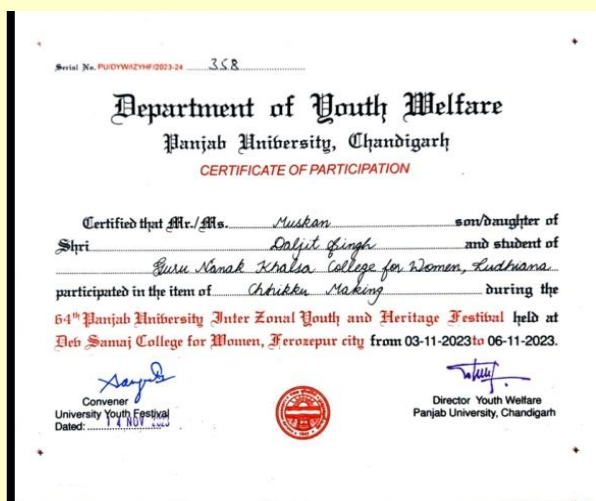 Serial No. PU/DYW/IZYHF/2023-24 358
Department of Youth Welfare
Panjab University, Chandigarh
CERTIFICATE OF PARTICIPATION
Certified that Mr./Ms. Muskan son/daughter of
Shri Daljit Singh and student of
Guru Nanak Khalsa College for Women, Ludhiana
participated in the item of Chhikku Making during the
64th Panjab University Inter Zonal Youth and Heritage Festival held at
Dev Samaj College for Women, Ferozepur city from 03-11-2023to 06-11-2023.
Convener
University Youth Festival
Dated: 14 NOV 2023
Director Youth Welfare
Panjab University, Chandigarh